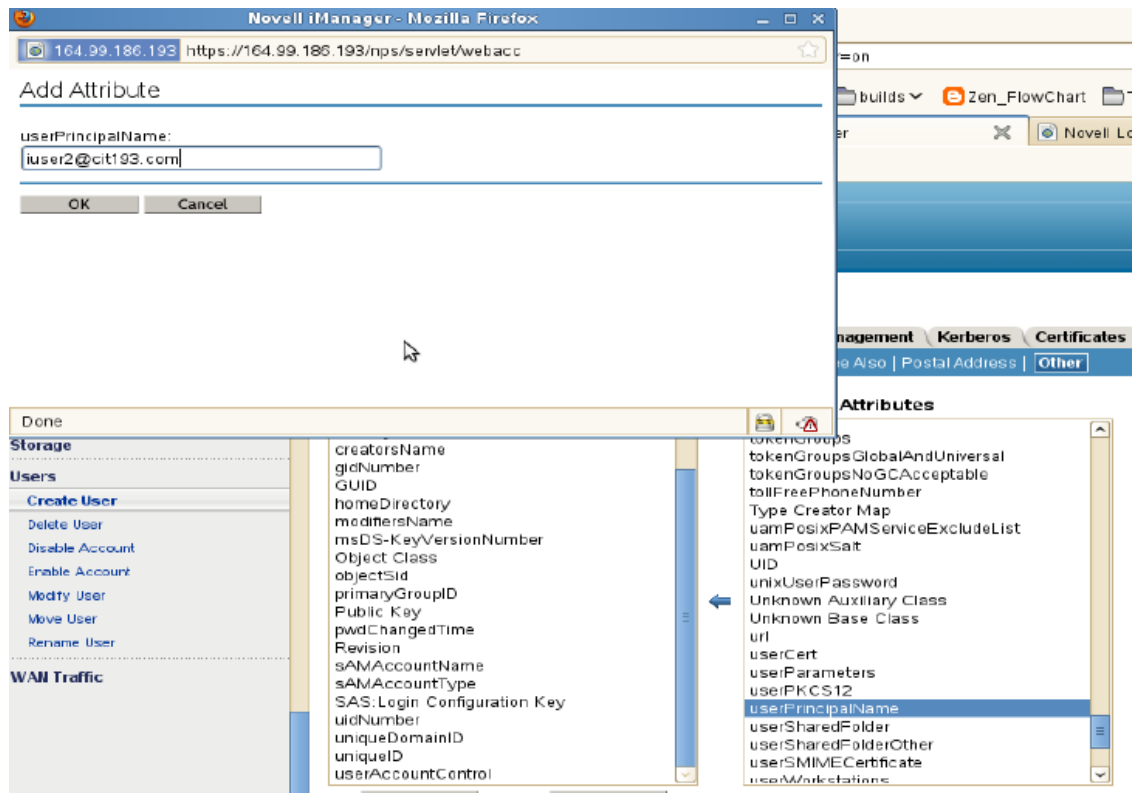 Novell iManager - Mozilla Firefox
164.99.186.193 https://164.99.186.193/nps/servlet/webacc
=on
Add Attribute
builds
Zen_FlowChart
er
Novell Lo
userPrincipalName:
iuser2@cit193.com
OK Cancel
nagement Kerberos Certificates
e Also | Postal Address | Other
Done
Attributes
Storage
Users
Create User
Delete User
Disable Account
Enable Account
Modify User
Move User
Rename User
WAN Traffic
creatorsName
gidNumber
GUID
homeDirectory
modifiersName
msDS-KeyVersionNumber
Object Class
objectSid
primaryGroupID
Public Key
pwdChangedTime
Revision
sAMAccountName
sAMAccountType
SAS:Login Configuration Key
uidNumber
uniqueDomainID
uniqueID
userAccountControl
tokenGroups
tokenGroupsGlobalAndUniversal
tokenGroupsNoGCAcceptable
tollFreePhoneNumber
Type Creator Map
uamPosixPAMServiceExcludeList
uamPosixSalt
UID
unixUserPassword
Unknown Auxiliary Class
Unknown Base Class
url
userCert
userParameters
userPKCS12
userPrincipalName
userSharedFolder
userSharedFolderOther
userSMIMECertificate
userWorkstations